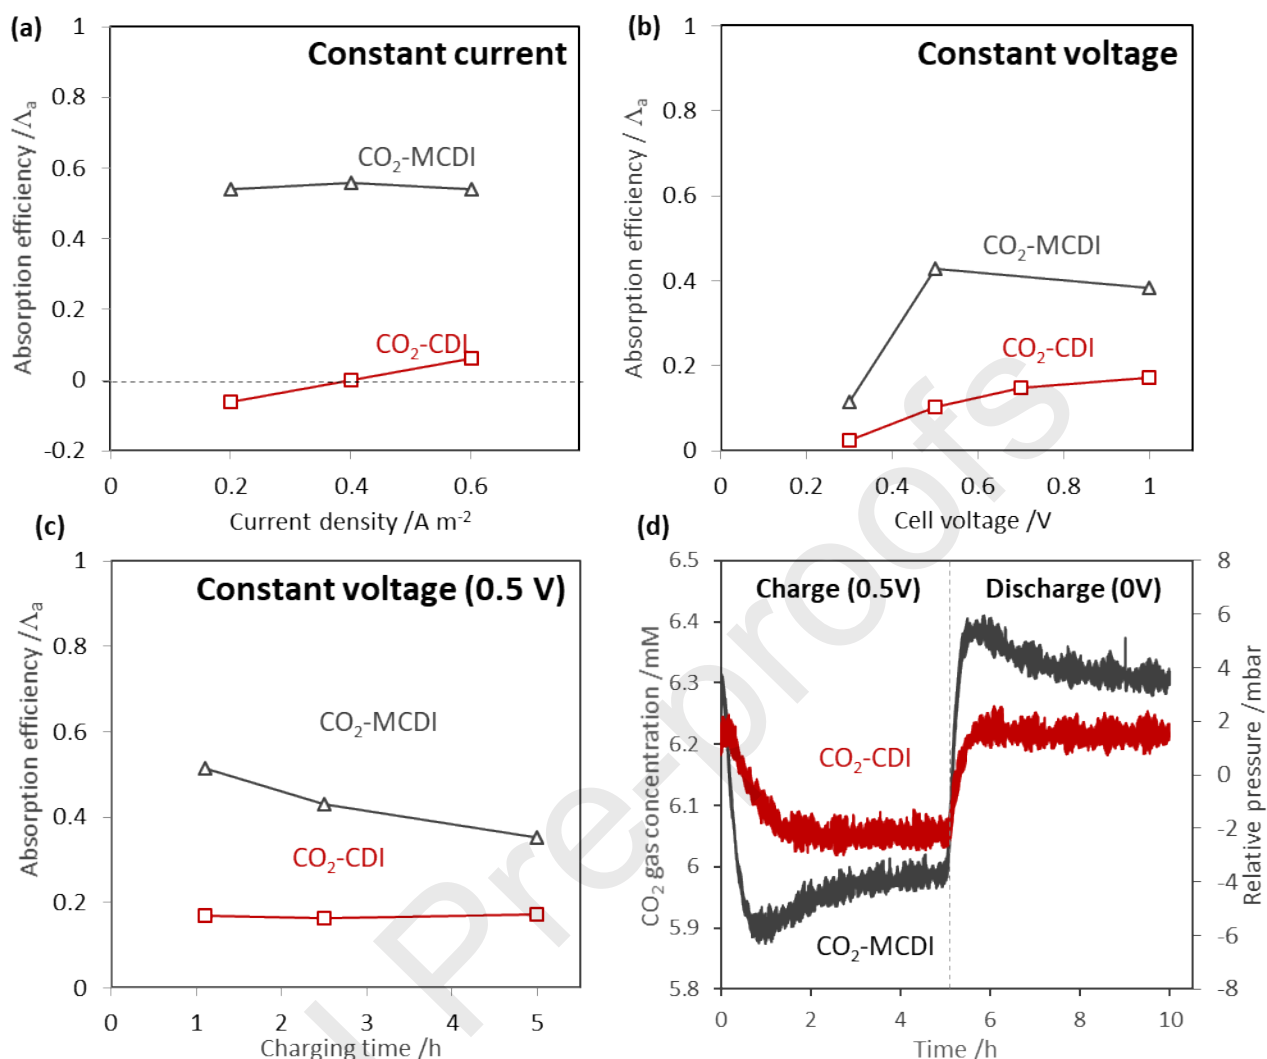 (a)
Constant current
Absorption efficiency /Λₐ
1
0.8
0.6
0.4
0.2
0
-0.2
CO₂-MCDI
CO₂-CDI
0 0.2 0.4 0.6
Current density /A m⁻²
(b)
Constant voltage
Absorption efficiency / Λₐ
1
0.8
0.6
0.4
0.2
0
CO₂-MCDI
CO₂-CDI
0 0.2 0.4 0.6 0.8 1
Cell voltage /V
(c)
Constant voltage (0.5 V)
Absorption efficiency /Λₐ
1
0.8
0.6
0.4
0.2
0
CO₂-MCDI
CO₂-CDI
0 1 2 3 4 5
Charging time /h
(d)
Charge (0.5V)
Discharge (0V)
CO₂ gas concentration /mM
6.5
6.4
6.3
6.2
6.1
6
5.9
5.8
CO₂-CDI
CO₂-MCDI
8
6
4
2
0
-2
-4
-6
-8
Relative pressure /mbar
0 2 4 6 8 10
Time /h
Pre-proofs